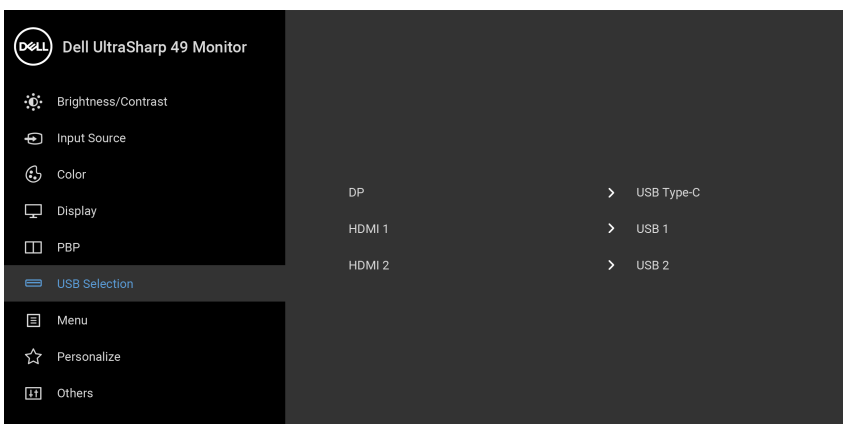 DELL Dell UltraSharp 49 Monitor
Brightness/Contrast
Input Source
Color
Display
PBP
USB Selection
Menu
Personalize
Others
DP USB Type-C
HDMI 1 USB 1
HDMI 2 USB 2